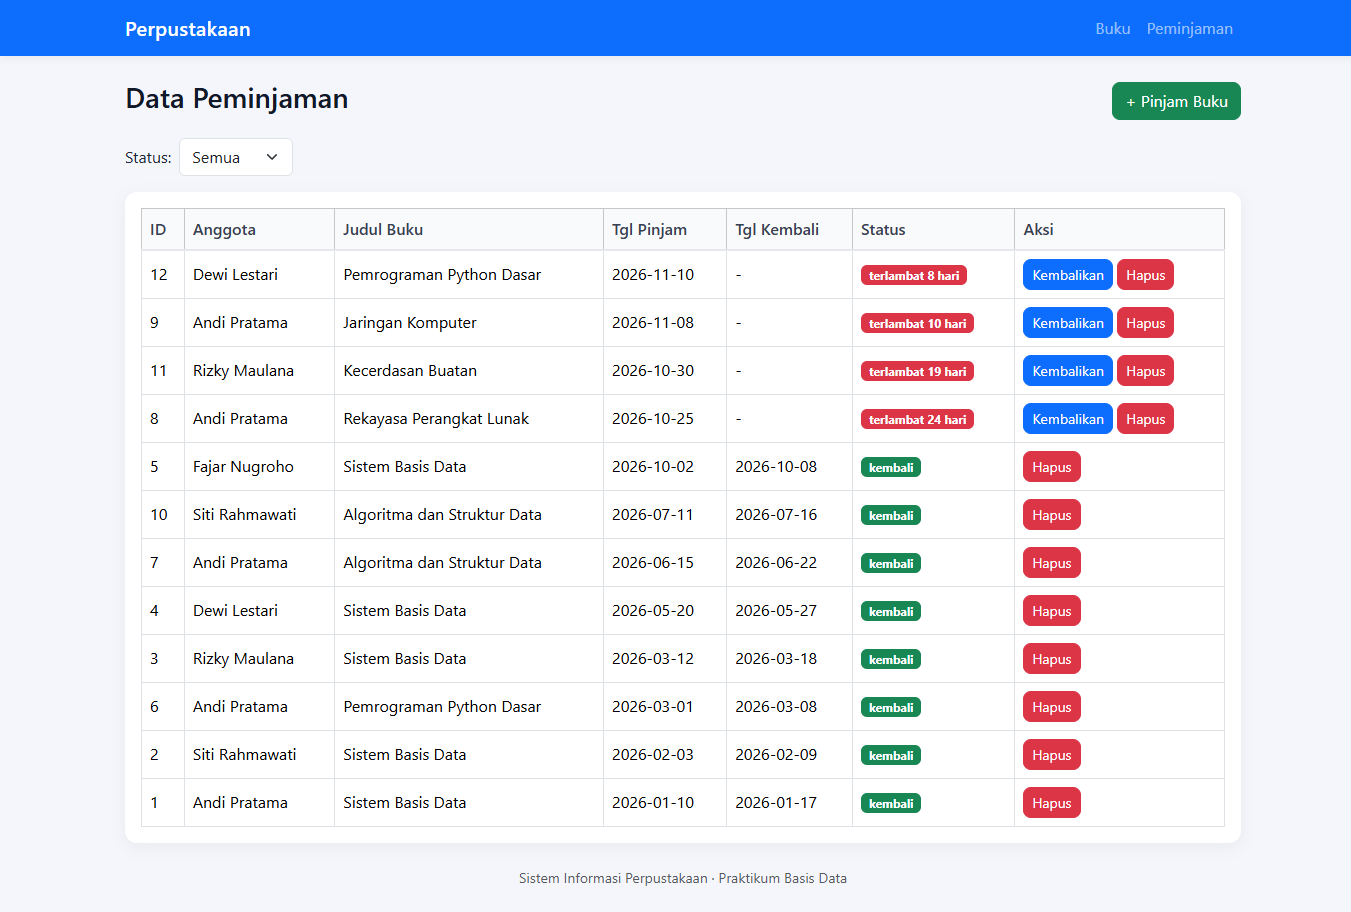 Perpustakaan Buku Peminjaman
Data Peminjaman
+ Pinjam Buku
Status: Semua
ID Anggota Judul Buku Tgl Pinjam Tgl Kembali Status Aksi
12 Dewi Lestari Pemrograman Python Dasar 2026-11-10 - terlambat 8 hari Kembalikan Hapus
9 Andi Pratama Jaringan Komputer 2026-11-08 - terlambat 10 hari Kembalikan Hapus
11 Rizky Maulana Kecerdasan Buatan 2026-10-30 - terlambat 19 hari Kembalikan Hapus
8 Andi Pratama Rekayasa Perangkat Lunak 2026-10-25 - terlambat 24 hari Kembalikan Hapus
5 Fajar Nugroho Sistem Basis Data 2026-10-02 2026-10-08 kembali Hapus
10 Siti Rahmawati Algoritma dan Struktur Data 2026-07-11 2026-07-16 kembali Hapus
7 Andi Pratama Algoritma dan Struktur Data 2026-06-15 2026-06-22 kembali Hapus
4 Dewi Lestari Sistem Basis Data 2026-05-20 2026-05-27 kembali Hapus
3 Rizky Maulana Sistem Basis Data 2026-03-12 2026-03-18 kembali Hapus
6 Andi Pratama Pemrograman Python Dasar 2026-03-01 2026-03-08 kembali Hapus
2 Siti Rahmawati Sistem Basis Data 2026-02-03 2026-02-09 kembali Hapus
1 Andi Pratama Sistem Basis Data 2026-01-10 2026-01-17 kembali Hapus
Sistem Informasi Perpustakaan · Praktikum Basis Data